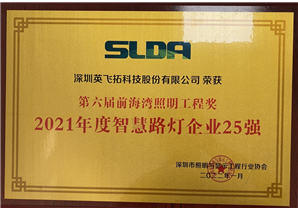 SLDA
深圳英飞拓科技股份有限公司 荣获
第六届前海湾照明工程奖
2021年度智慧路灯企业25强
深圳市照明与显示工程行业协会
二〇二二年一月